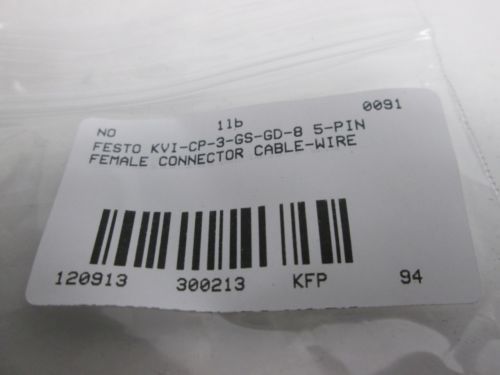 NO 11b 0091
FESTO KVI-CP-3-GS-GD-8 5-PIN
FEMALE CONNECTOR CABLE-WIRE
120913 300213 KFP 94